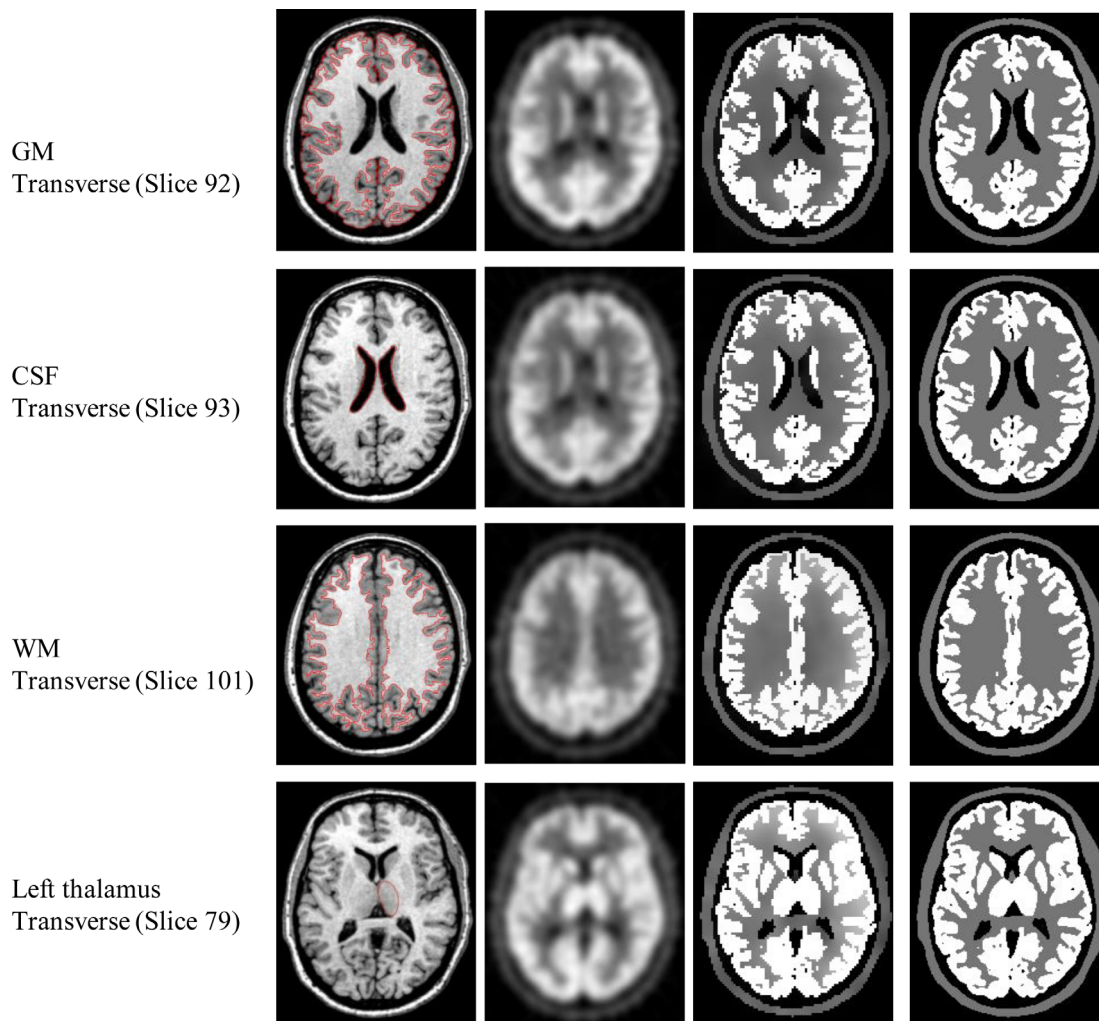 GM
Transverse (Slice 92)
CSF
Transverse (Slice 93)
WM
Transverse (Slice 101)
Left thalamus
Transverse (Slice 79)